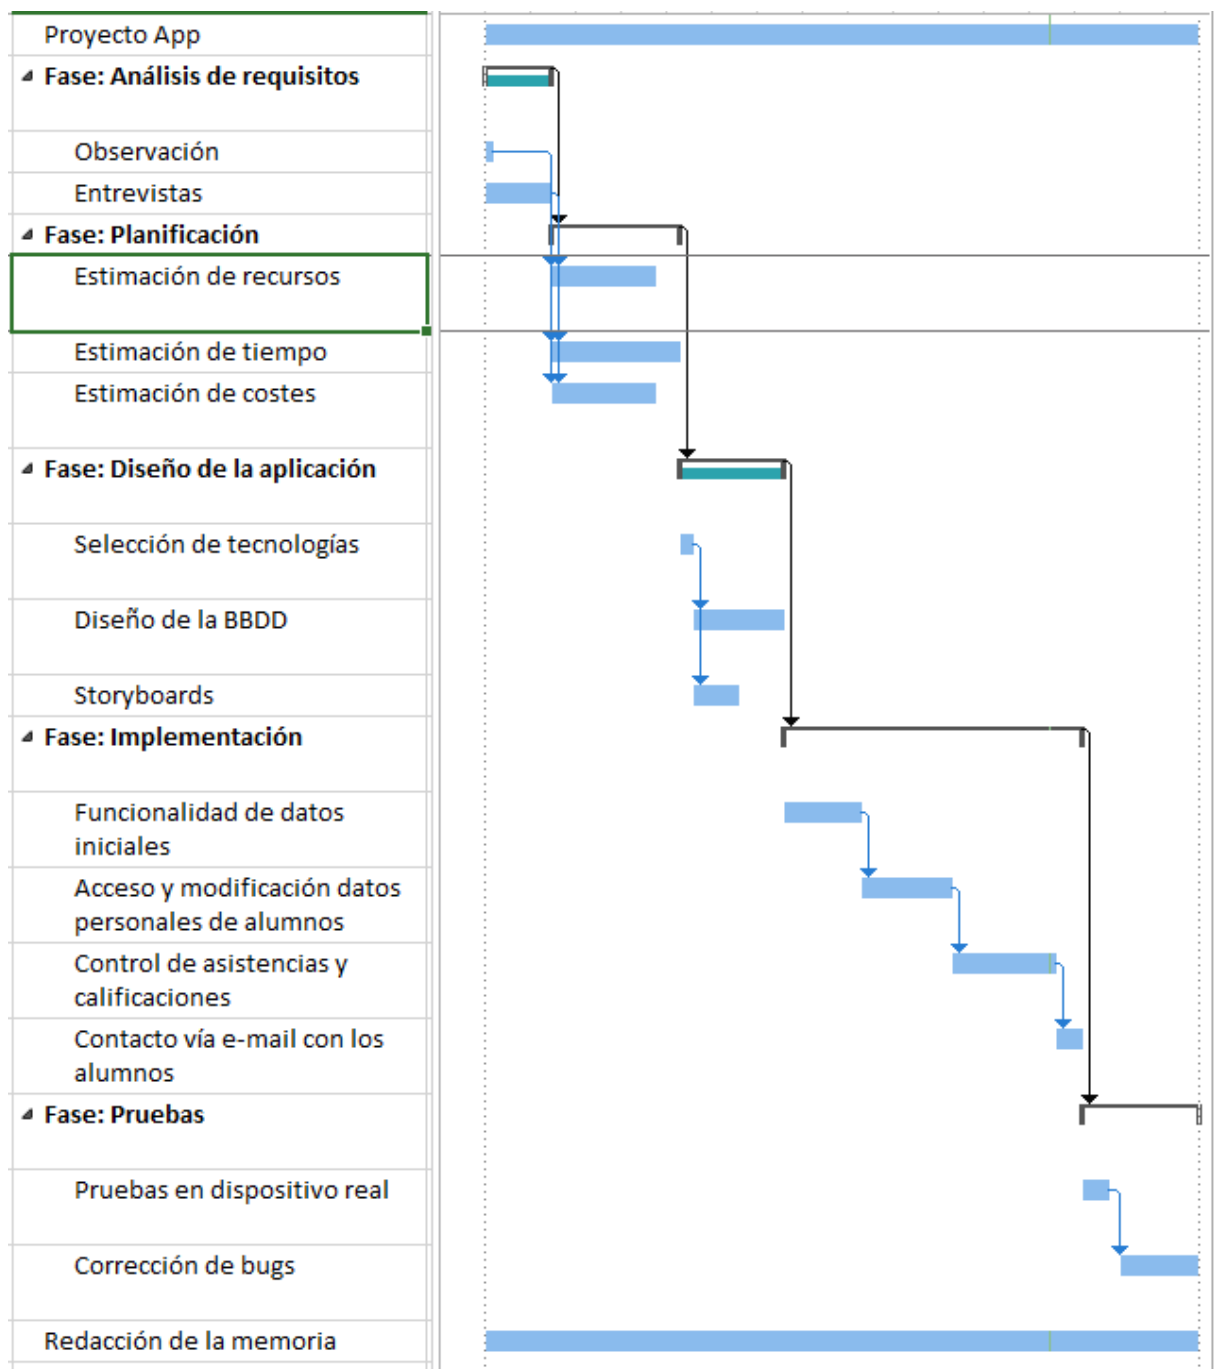 Proyecto App
Fase: Análisis de requisitos
Observación
Entrevistas
Fase: Planificación
Estimación de recursos
Estimación de tiempo
Estimación de costes
Fase: Diseño de la aplicación
Selección de tecnologías
Diseño de la BBDD
Storyboards
Fase: Implementación
Funcionalidad de datos
iniciales
Acceso y modificación datos
personales de alumnos
Control de asistencias y
calificaciones
Contacto vía e-mail con los
alumnos
Fase: Pruebas
Pruebas en dispositivo real
Corrección de bugs
Redacción de la memoria